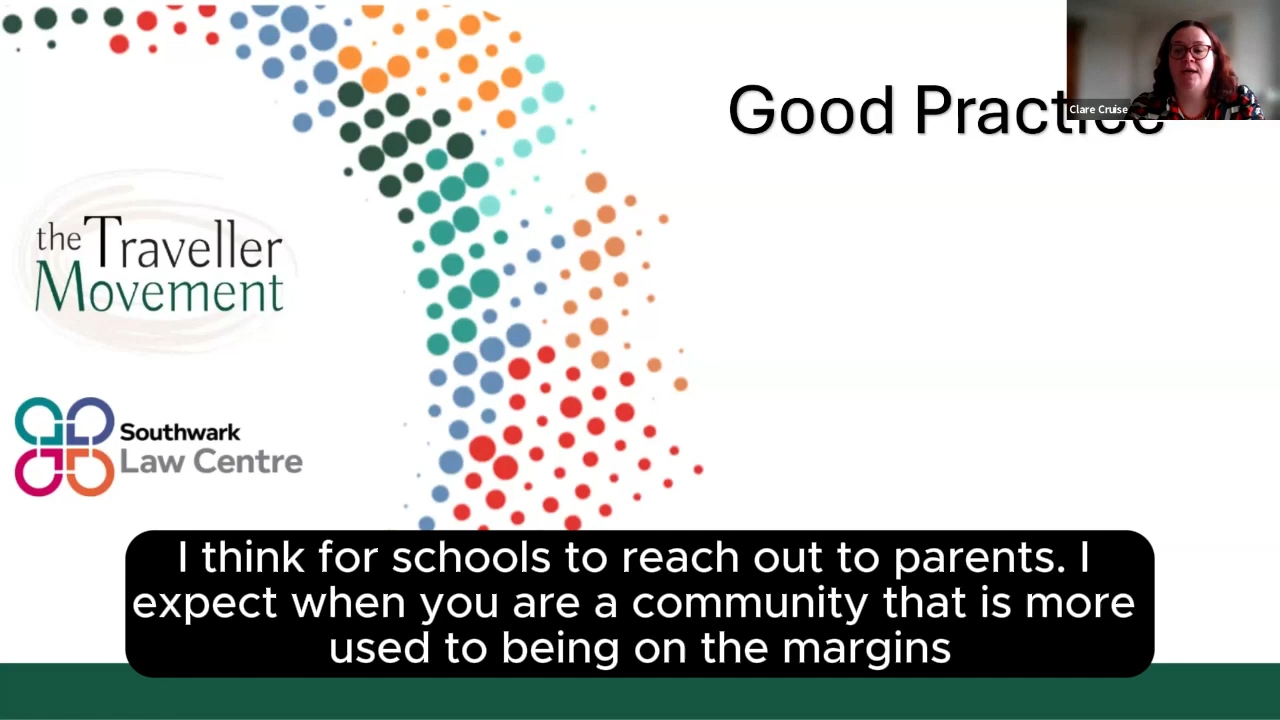 Good Practice
Clare Cruise
the Traveller
Movement
Southwark
Law Centre
I think for schools to reach out to parents. I
expect when you are a community that is more
used to being on the margins